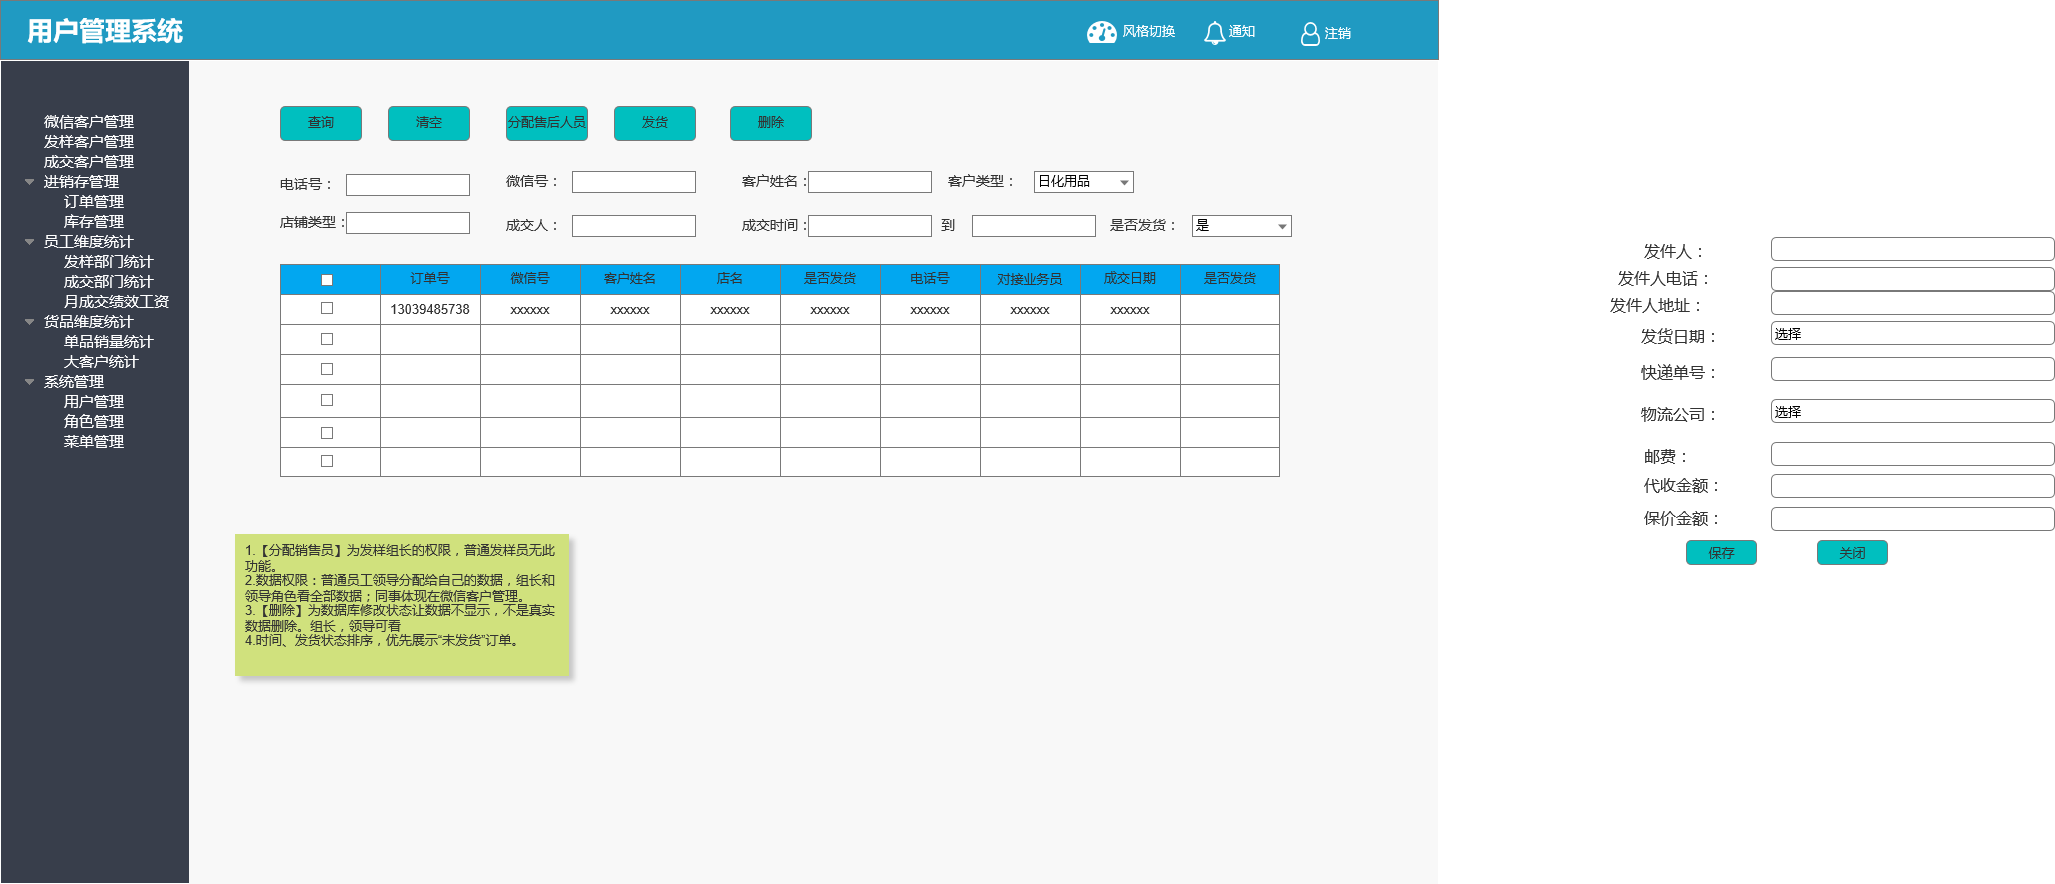 用户管理系统
风格切换
通知
注销
微信客户管理
发样客户管理
成交客户管理
进销存管理
订单管理
库存管理
员工维度统计
发样部门统计
成交部门统计
月成交绩效工资
货品维度统计
单品销量统计
大客户统计
系统管理
用户管理
角色管理
菜单管理
查询 清空 分配售后人员 发货 删除
电话号： 微信号： 客户姓名： 客户类型： 日化用品
店铺类型： 成交人： 成交时间： 到 是否发货： 是
订单号 微信号 客户姓名 店名 是否发货 电话号 对接业务员 成交日期 是否发货
13039485738 xxxxxx xxxxxx xxxxxx xxxxxx xxxxxx xxxxxx xxxxxx
1.【分配销售员】为发样组长的权限，普通发样员无此
功能。
2.数据权限：普通员工领导分配给自己的数据，组长和
领导角色看全部数据；同事体现在微信客户管理。
3.【删除】为数据库修改状态让数据不显示，不是真实
数据删除。组长，领导可看
4.时间、发货状态排序，优先展示“未发货”订单。
发件人：
发件人电话：
发件人地址：
发货日期： 选择
快递单号：
物流公司： 选择
邮费：
代收金额：
保价金额：
保存 关闭